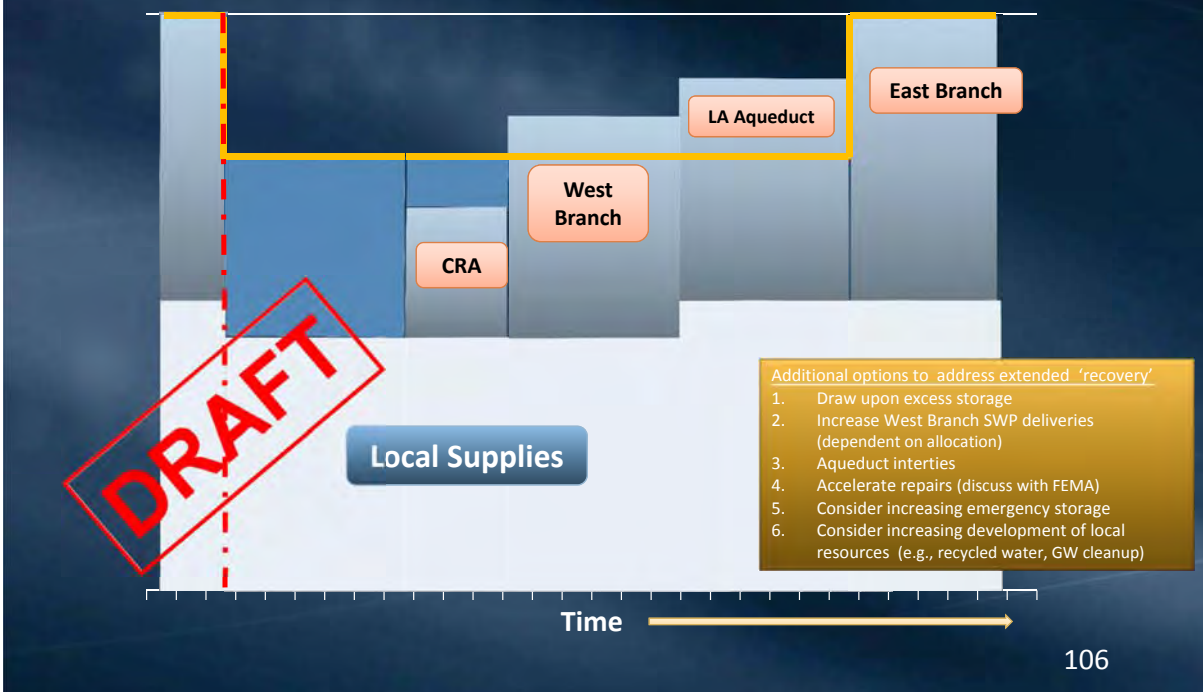 LA Aqueduct
East Branch
West
Branch
CRA
DRAFT
Local Supplies
Additional options to address extended ‘recovery’
1. Draw upon excess storage
2. Increase West Branch SWP deliveries
(dependent on allocation)
3. Aqueduct interties
4. Accelerate repairs (discuss with FEMA)
5. Consider increasing emergency storage
6. Consider increasing development of local
resources (e.g., recycled water, GW cleanup)
Time
106